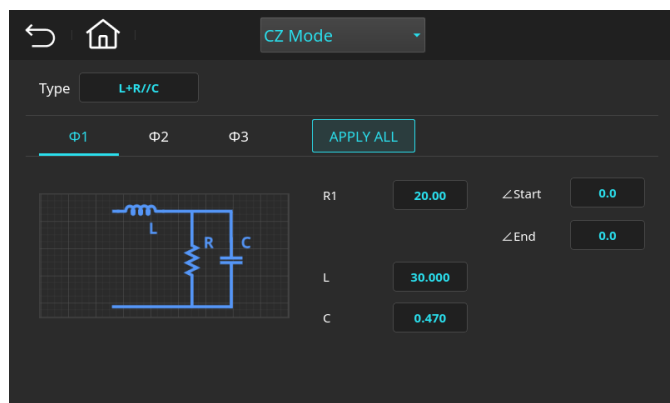 CZ Mode
Type L+R//C
Φ1 Φ2 Φ3 APPLY ALL
R1 20.00 ∠Start 0.0
∠End 0.0
L R C
L 30.000
C 0.470